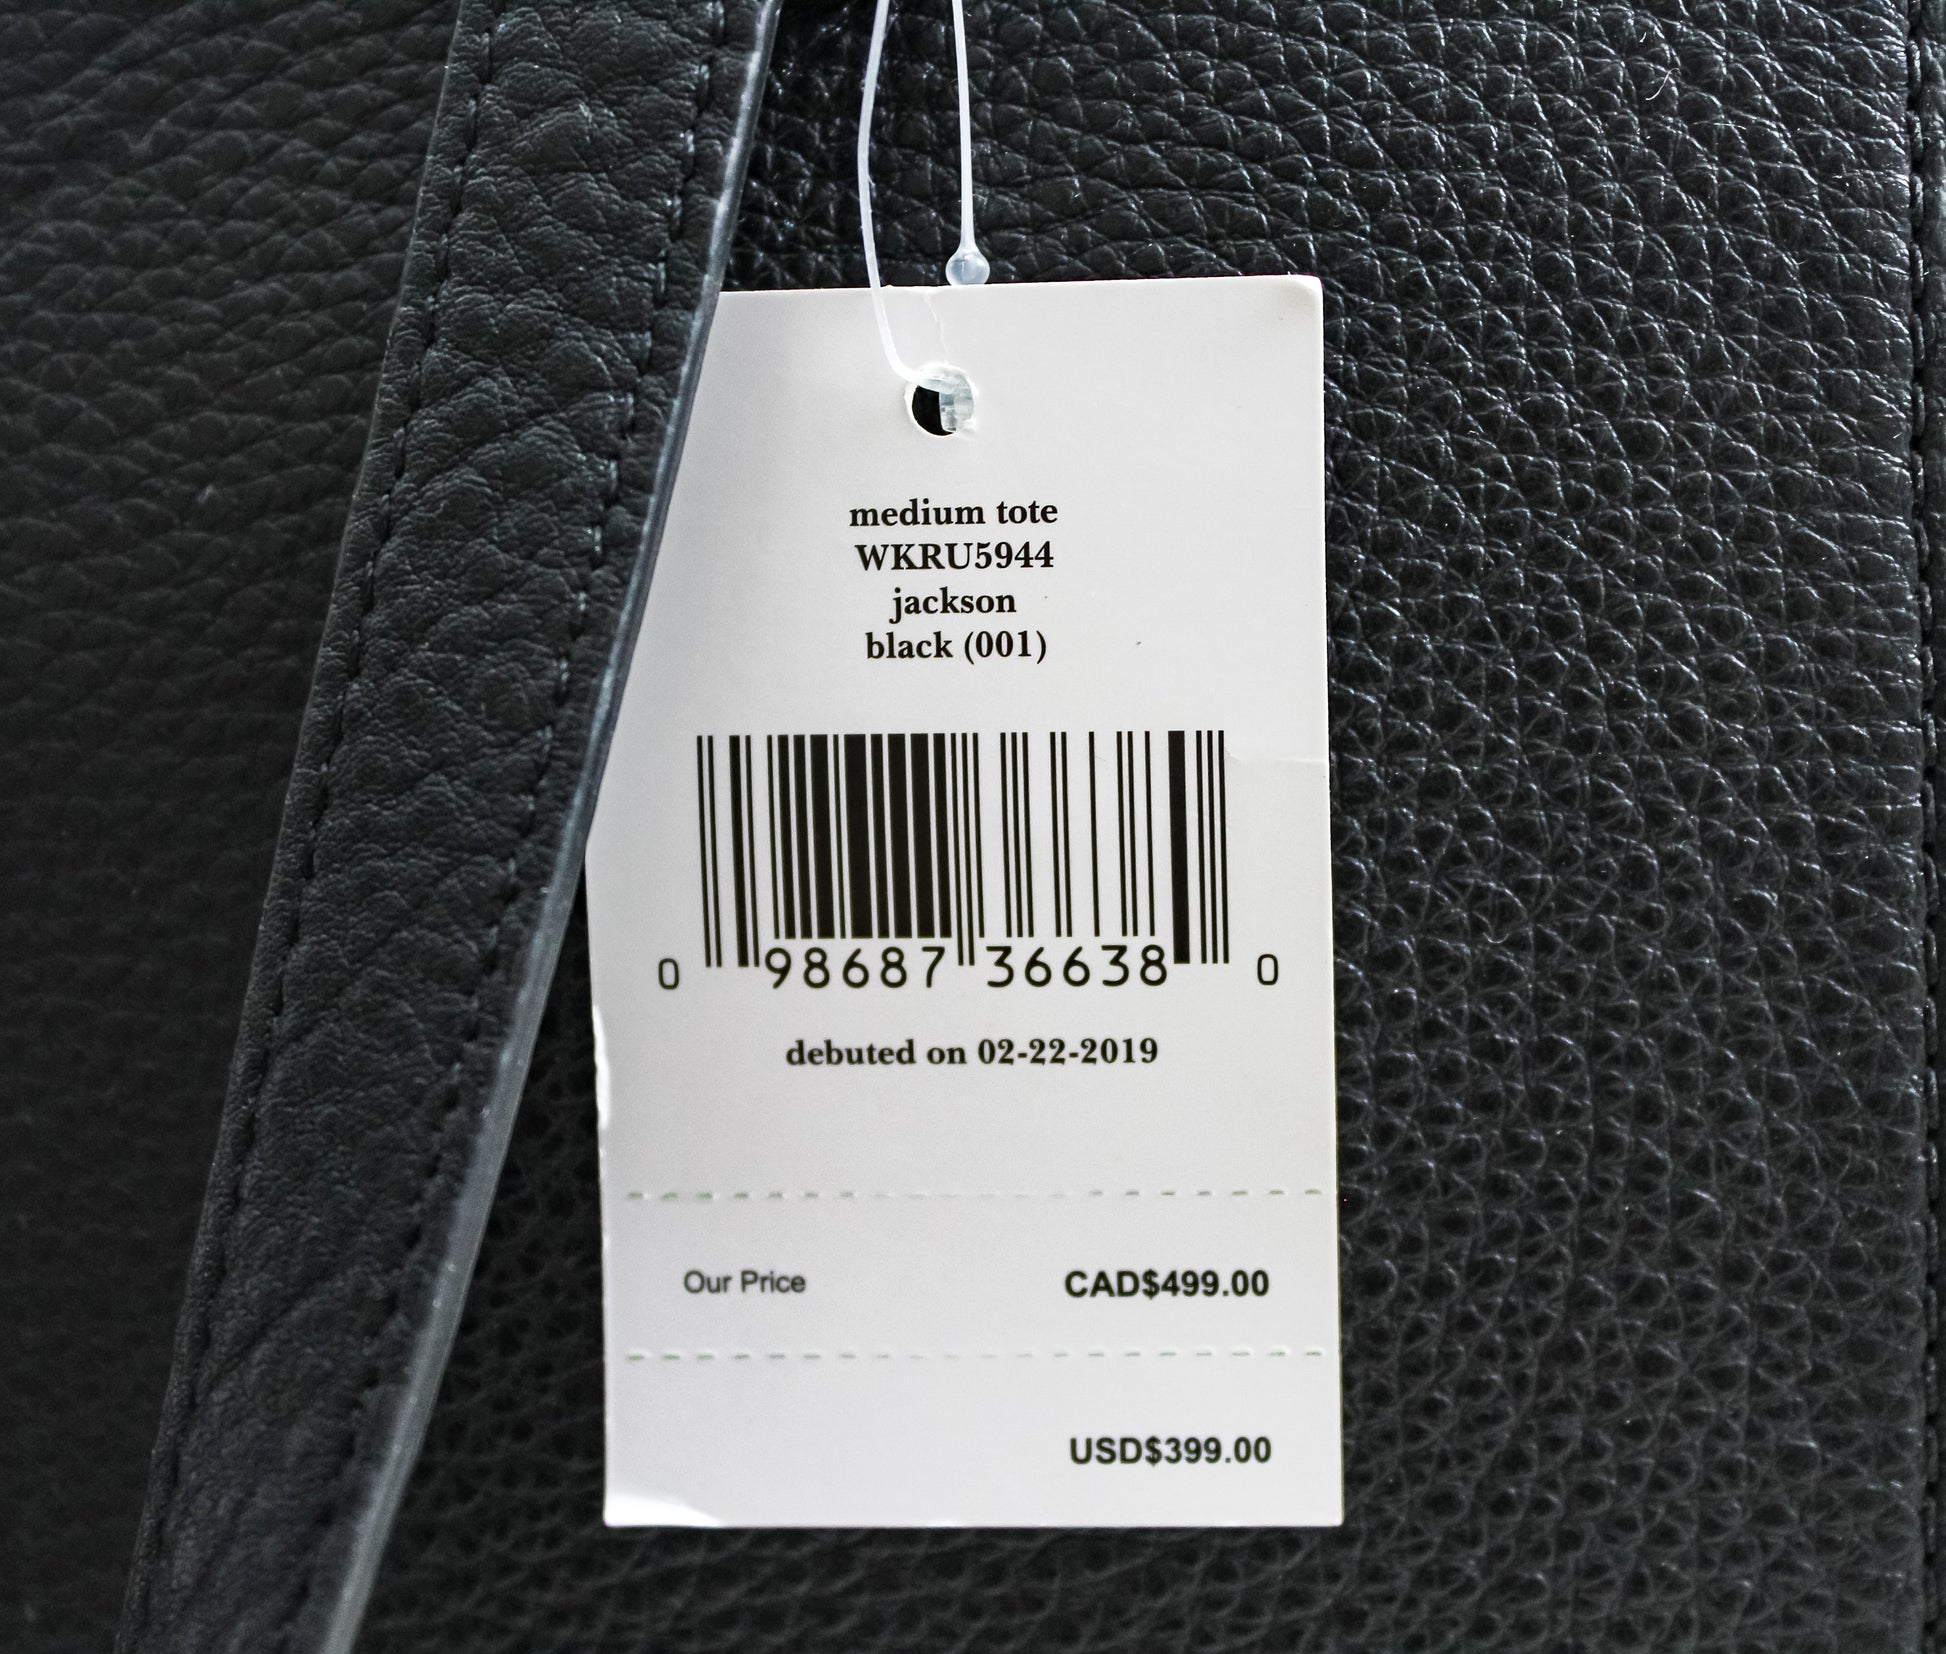 medium tote
WKRU5944
jackson
black (001)
0 98687 36638 0
debuted on 02-22-2019
Our Price CAD$499.00
USD$399.00